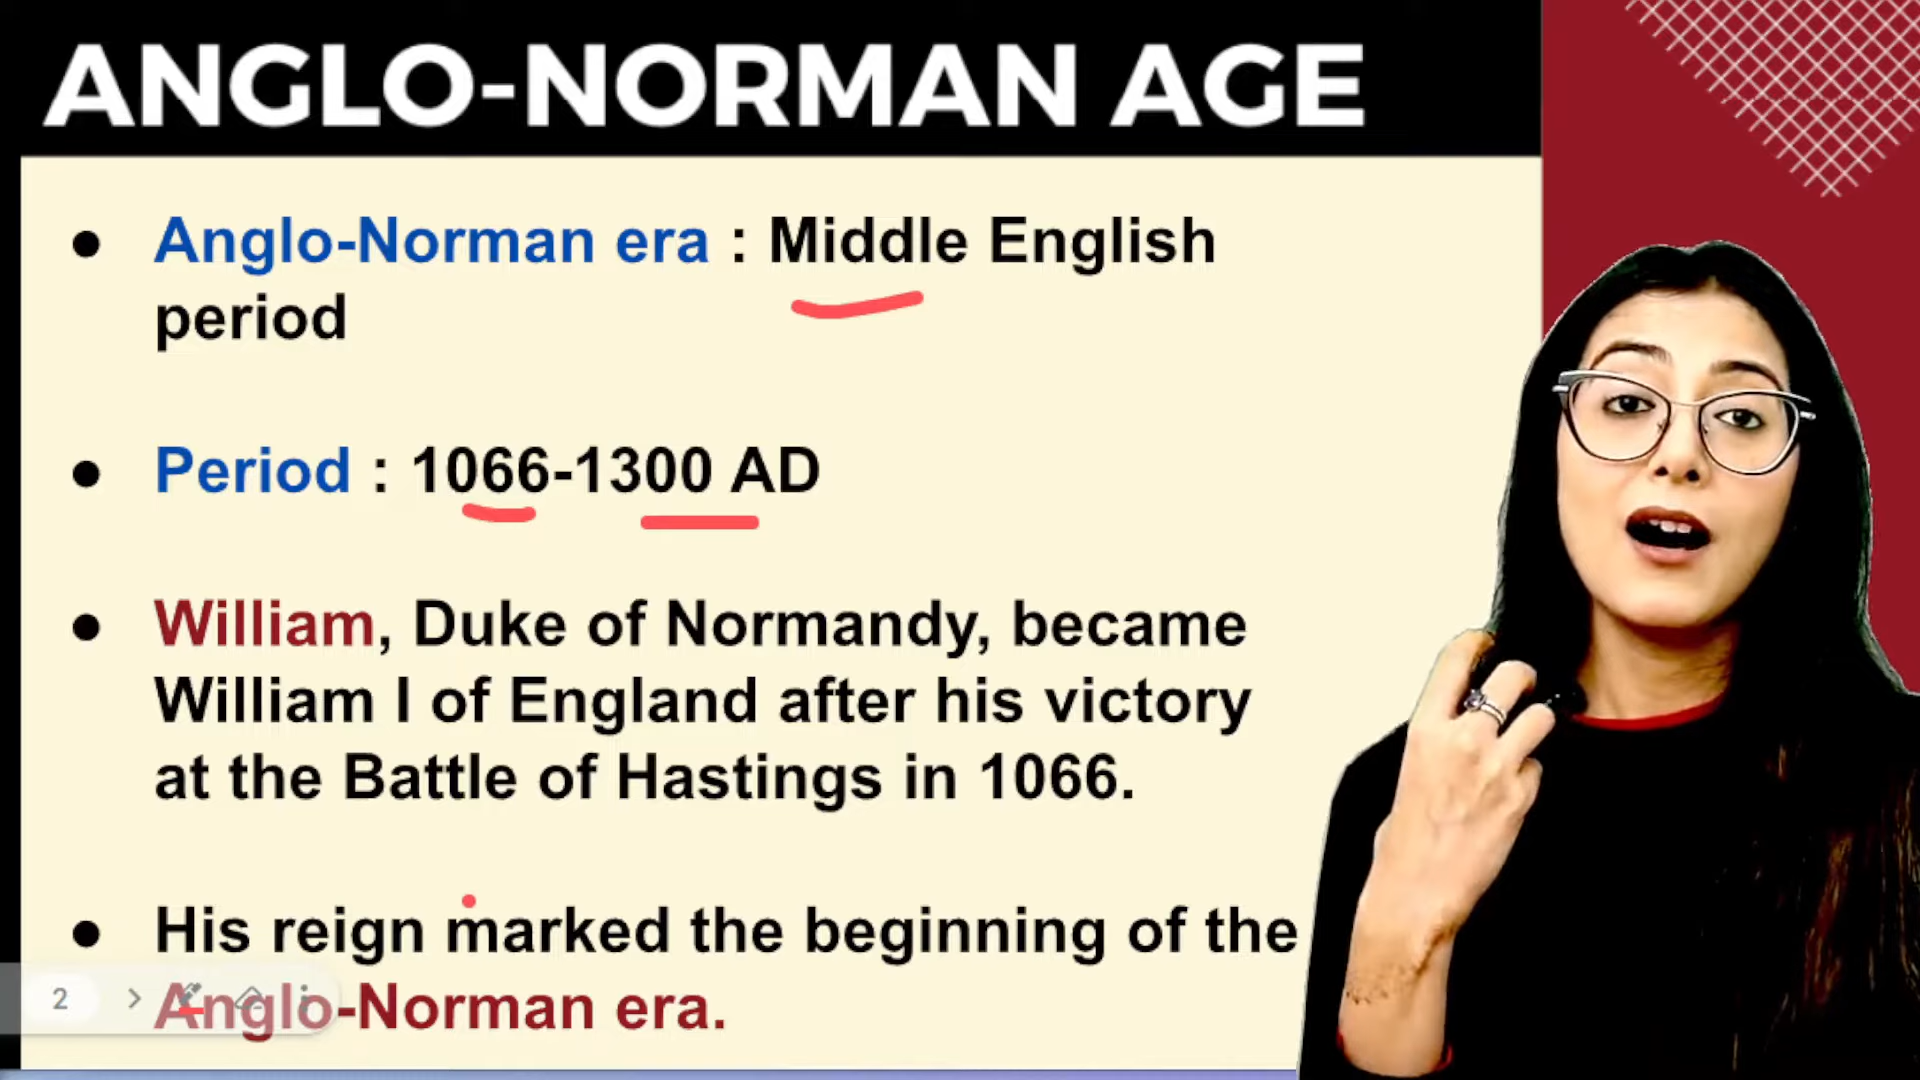 ANGLO-NORMAN AGE
● Anglo-Norman era : Middle English
period
● Period : 1066-1300 AD
● William, Duke of Normandy, became
William I of England after his victory
at the Battle of Hastings in 1066.
● His reign marked the beginning of the
Anglo-Norman era.
2